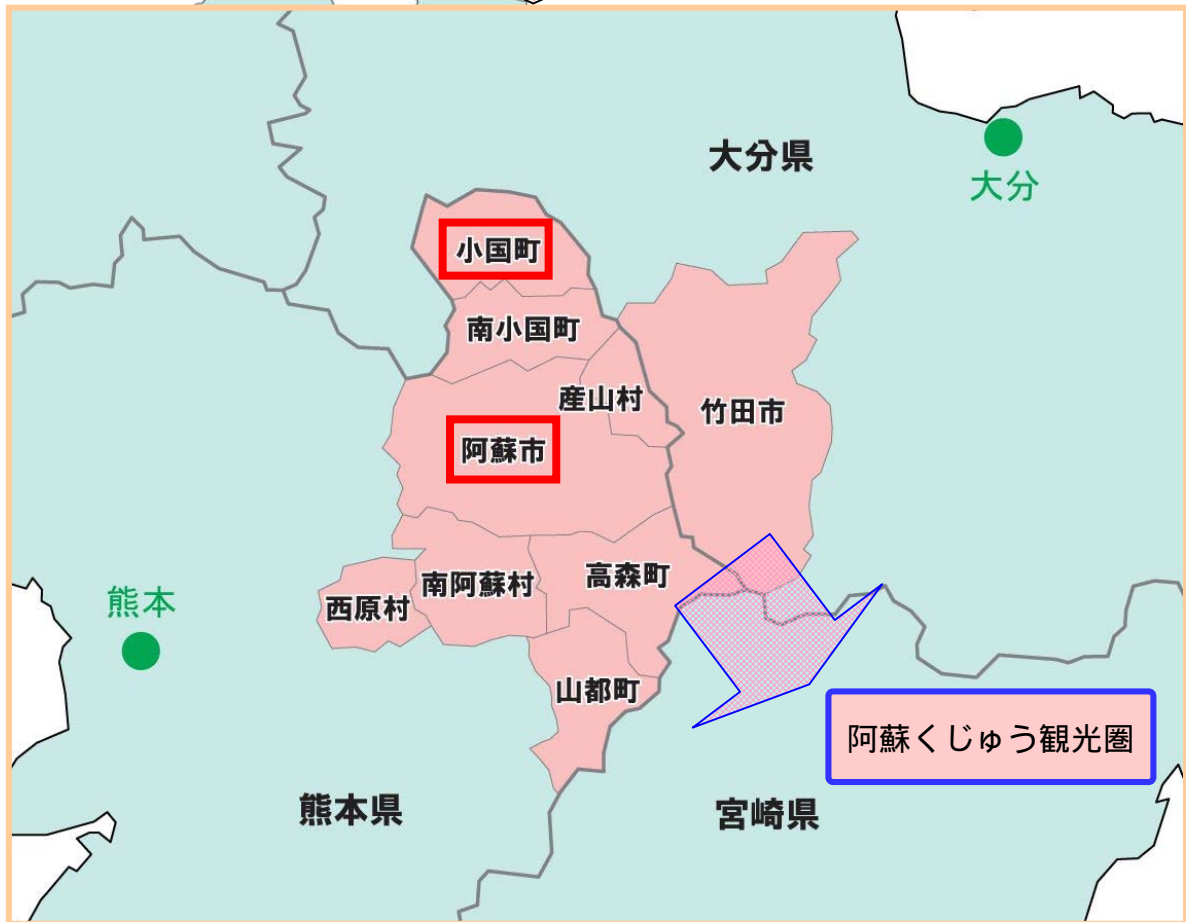 大分県
大分
小国町
南小国町
産山村
竹田市
阿蘇市
高森町
南阿蘇村
西原村
熊本
山都町
阿蘇くじゅう観光圏
熊本県
宮崎県